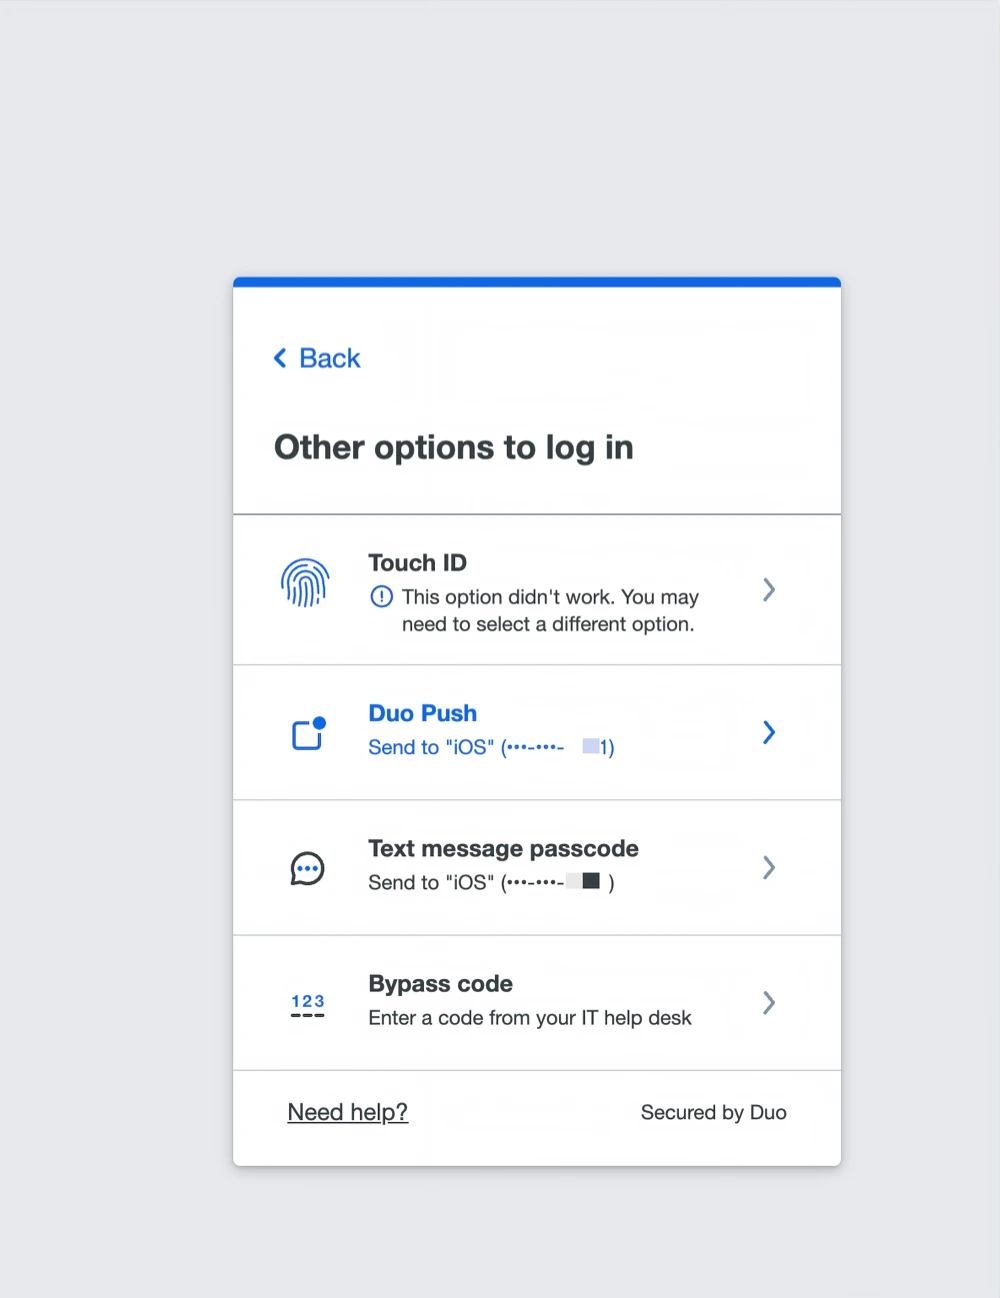 Back
Other options to log in
Touch ID
This option didn't work. You may
need to select a different option.
Duo Push
Send to "iOS" (•••-•••- 1)
Text message passcode
Send to "iOS" (•••-•••- )
123
Bypass code
Enter a code from your IT help desk
Need help?
Secured by Duo